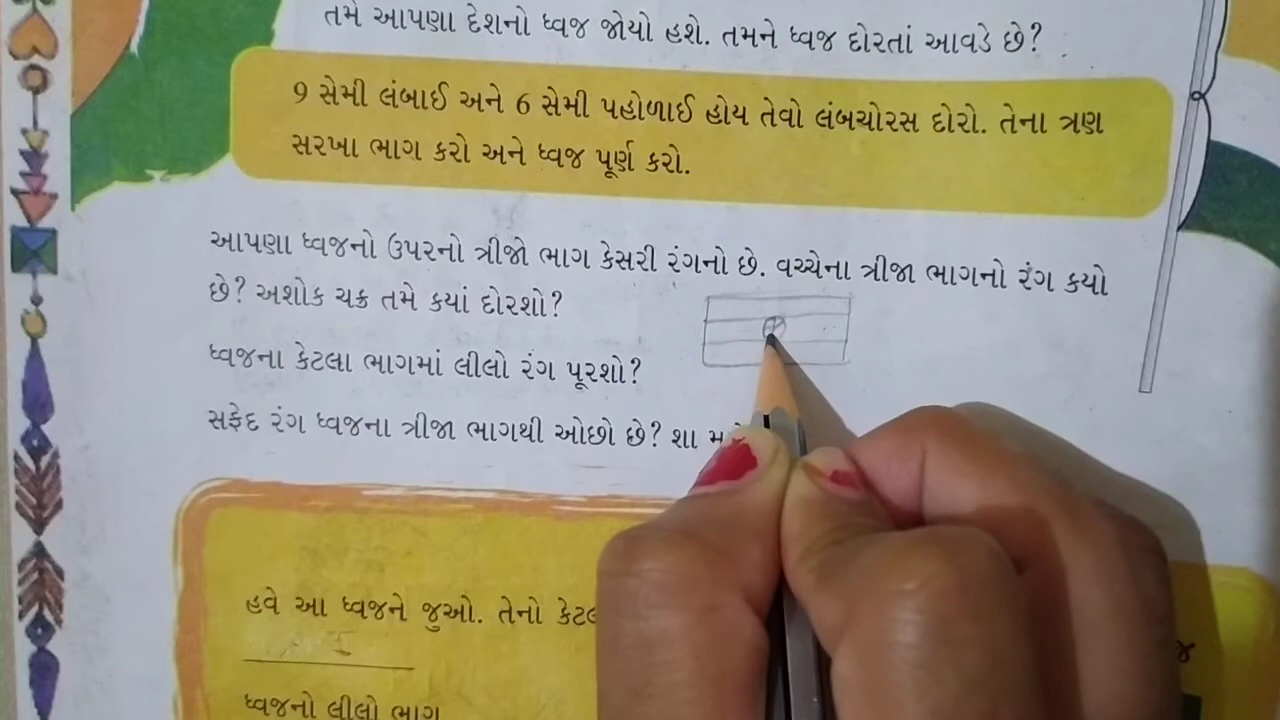 તમે આપણા દેશનો ધ્વજ જોયો હશે. તમને ધ્વજ દોરતાં આવડે છે?
9 સેમી લંબાઈ અને 6 સેમી પહોળાઈ હોય તેવો લંબચોરસ દોરો. તેના ત્રણ
સરખા ભાગ કરો અને ધ્વજ પૂર્ણ કરો.
આપણા ધ્વજનો ઉપરનો ત્રીજો ભાગ કેસરી રંગનો છે. વચ્ચેના ત્રીજા ભાગનો રંગ કયો
છે? અશોક ચક્ર તમે કયાં દોરશો?
ધ્વજના કેટલા ભાગમાં લીલો રંગ પૂરશો?
સફેદ રંગ ધ્વજના ત્રીજા ભાગથી ઓછો છે? શા
હવે આ ધ્વજને જુઓ. તેનો
ધ્વજનો લીલો ભાગ